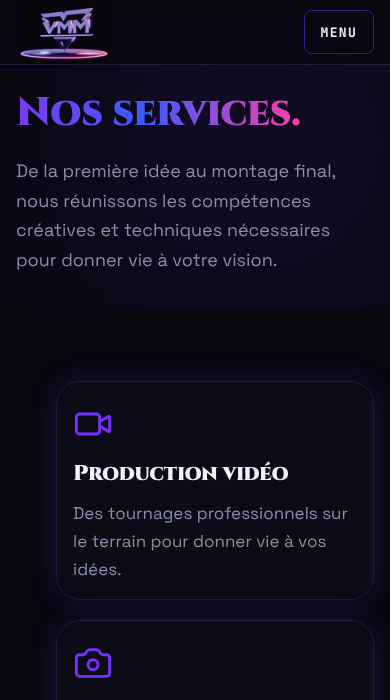 VMM
MENU
Nos services.
De la première idée au montage final,
nous réunissons les compétences
créatives et techniques nécessaires
pour donner vie à votre vision.
Production vidéo
Des tournages professionnels sur
le terrain pour donner vie à vos
idées.